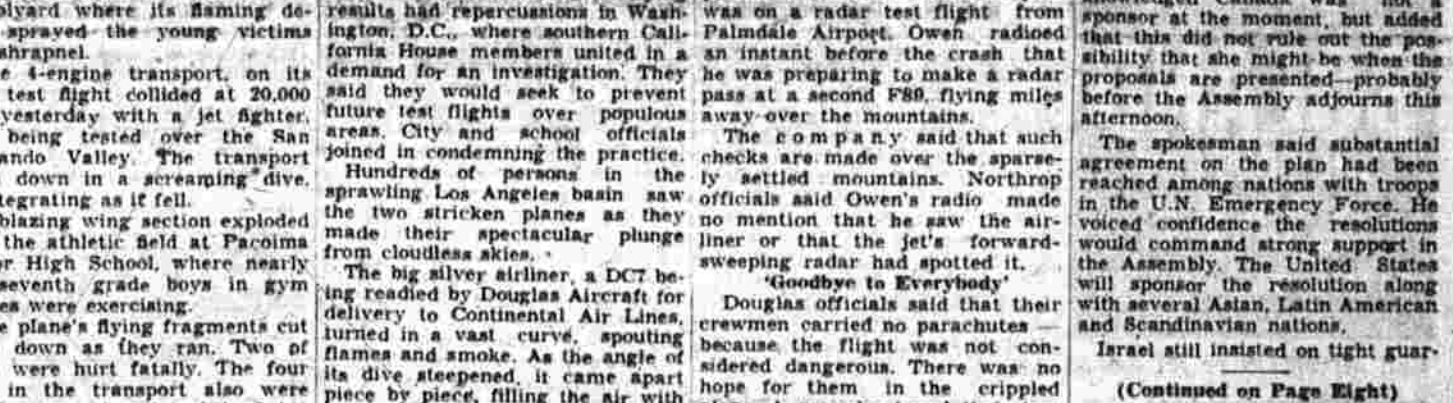 olyard where its flaming de-
sprayed the young victims
shrapnel.
e 4-engine transport, on its
test flight collided at 20,000
yesterday with a jet fighter,
being tested over the San
ando Valley. The transport
down in a screaming dive,
tegrating as it fell.
blazing wing section exploded
the athletic field at Pacoima
r High School, where nearly
seventh grade boys in gym
es were exercising.
e plane's flying fragments cut
down as they ran. Two of
were hurt fatally. The four
in the transport also were
results had repercussions in Wash-
ington, D.C., where southern Cali-
fornia House members united in a
demand for an investigation. They
said they would seek to prevent
future test flights over populous
areas. City and school officials
joined in condemning the practice.
Hundreds of persons in the
sprawling Los Angeles basin saw
the two stricken planes as they
made their spectacular plunge
from cloudless skies.
The big silver airliner, a DC7 be-
ing readied by Douglas Aircraft for
delivery to Continental Air Lines,
turned in a vast curve, spouting
flames and smoke. As the angle of
its dive steepened, it came apart
piece by piece, filling the air with
was on a radar test flight from
Palmdale Airport. Owen radioed
an instant before the crash that
he was preparing to make a radar
pass at a second F89, flying miles
away over the mountains.
The company said that such
checks are made over the sparse-
ly settled mountains. Northrop
officials said Owen's radio made
no mention that he saw the air-
liner or that the jet's forward-
sweeping radar had spotted it.
'Goodbye to Everybody'
Douglas officials said that their
crewmen carried no parachutes —
because the flight was not con-
sidered dangerous. There was no
hope for them in the crippled
sponsor at the moment, but added
that this did not rule out the pos-
sibility that she might be when the
proposals are presented—probably
before the Assembly adjourns this
afternoon.
The spokesman said substantial
agreement on the plan had been
reached among nations with troops
in the U.N. Emergency Force. He
voiced confidence the resolutions
would command strong support in
the Assembly. The United States
will sponsor the resolution along
with several Asian, Latin American
and Scandinavian nations.
Israel still insisted on tight guar-
(Continued on Page Eight)